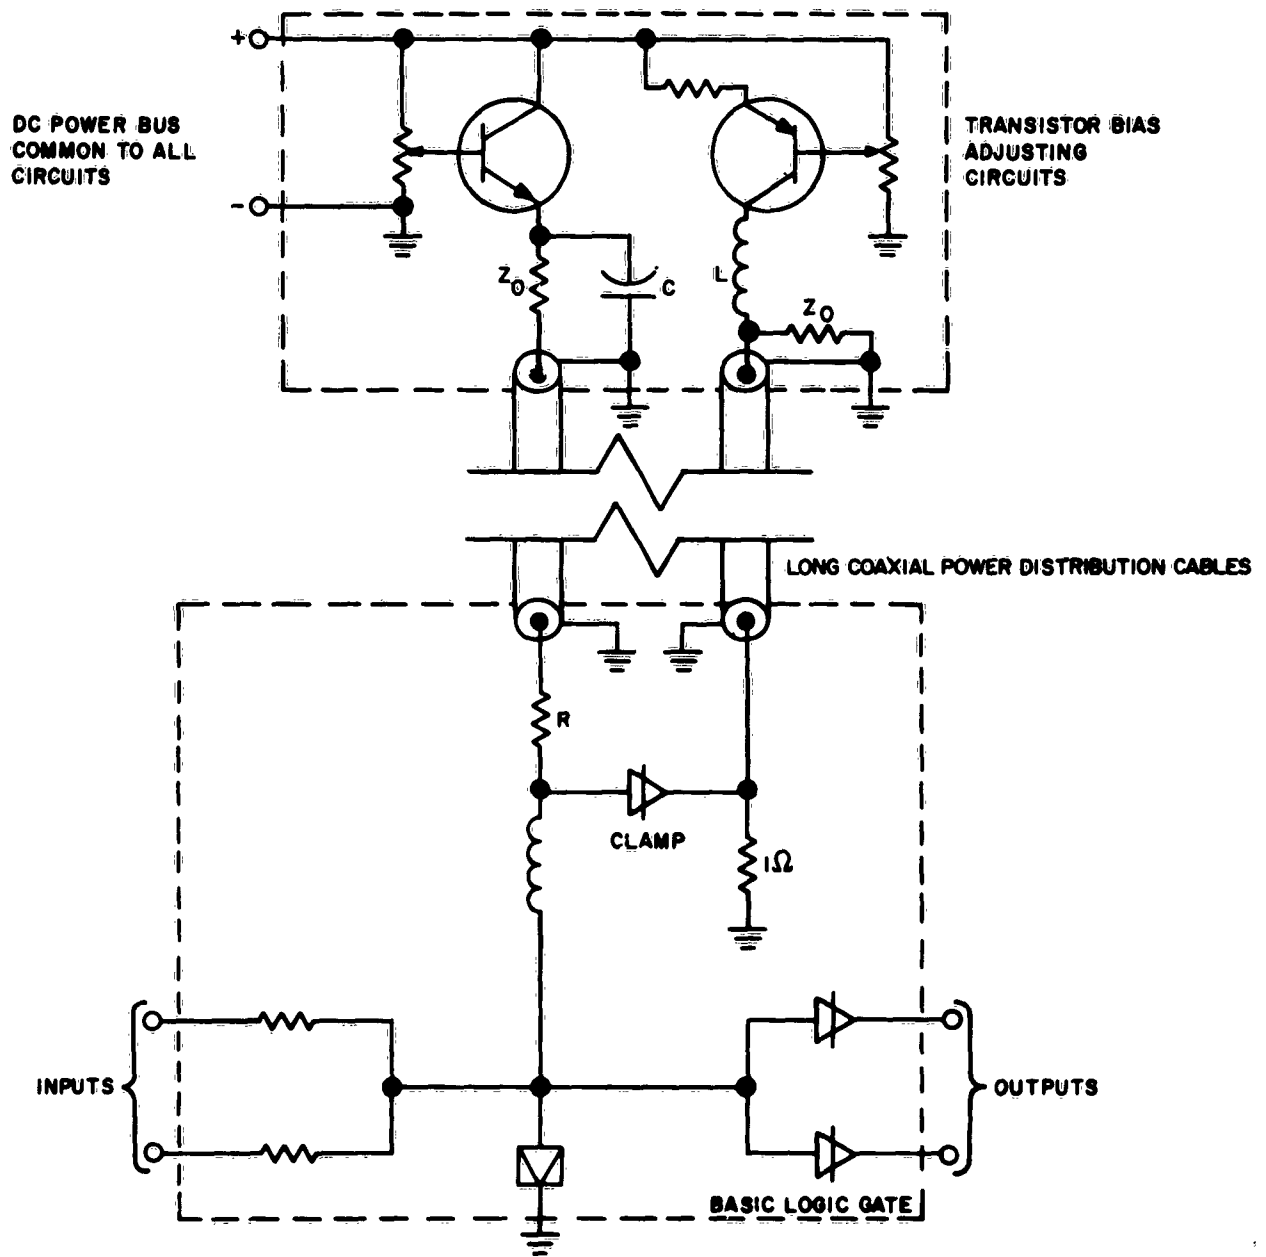 +
DC POWER BUS
COMMON TO ALL
CIRCUITS
-
TRANSISTOR BIAS
ADJUSTING
CIRCUITS
Z0
C
L
Z0
LONG COAXIAL POWER DISTRIBUTION CABLES
R
CLAMP
1Ω
INPUTS
OUTPUTS
BASIC LOGIC GATE